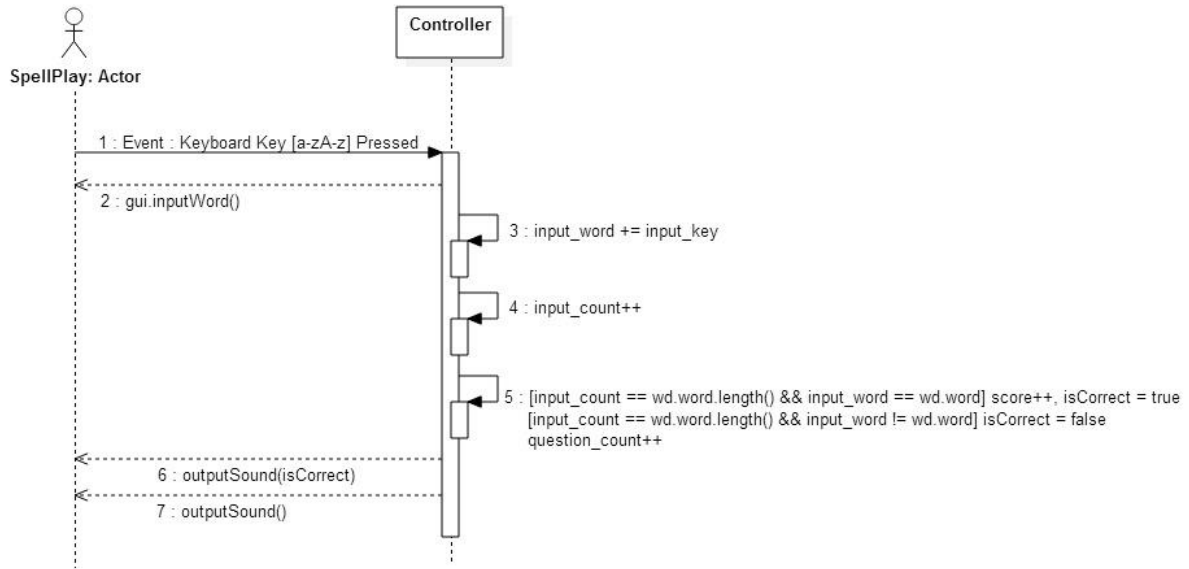 Controller
SpellPlay: Actor
1 : Event : Keyboard Key [a-zA-z] Pressed
2 : gui.inputWord()
3 : input_word += input_key
4 : input_count++
5 : [input_count == wd.word.length() && input_word == wd.word] score++, isCorrect = true
[input_count == wd.word.length() && input_word != wd.word] isCorrect = false
question_count++
6 : outputSound(isCorrect)
7 : outputSound()